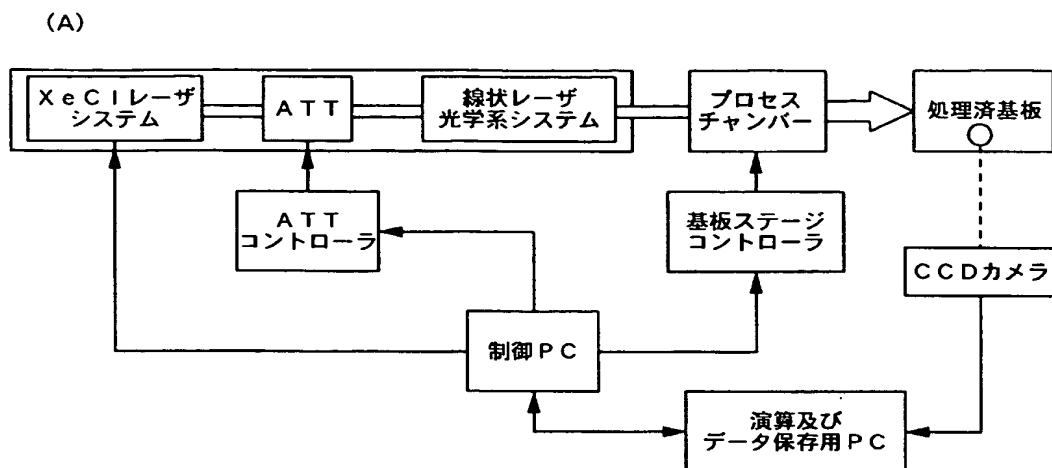 (A)
XeClレーザ
システム
ATT
線状レーザ
光学系システム
プロセス
チャンバー
処理済基板
ATT
コントローラ
基板ステージ
コントローラ
CCDカメラ
制御PC
演算及び
データ保存用PC